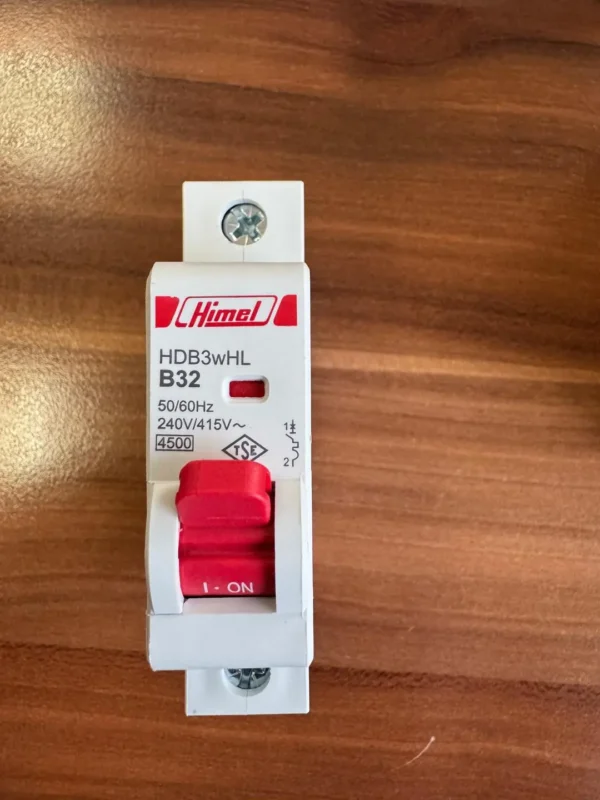 Himel
HDB3wHL
B32
50/60Hz
240V/415V~
4500
TSE
1
2
I - ON